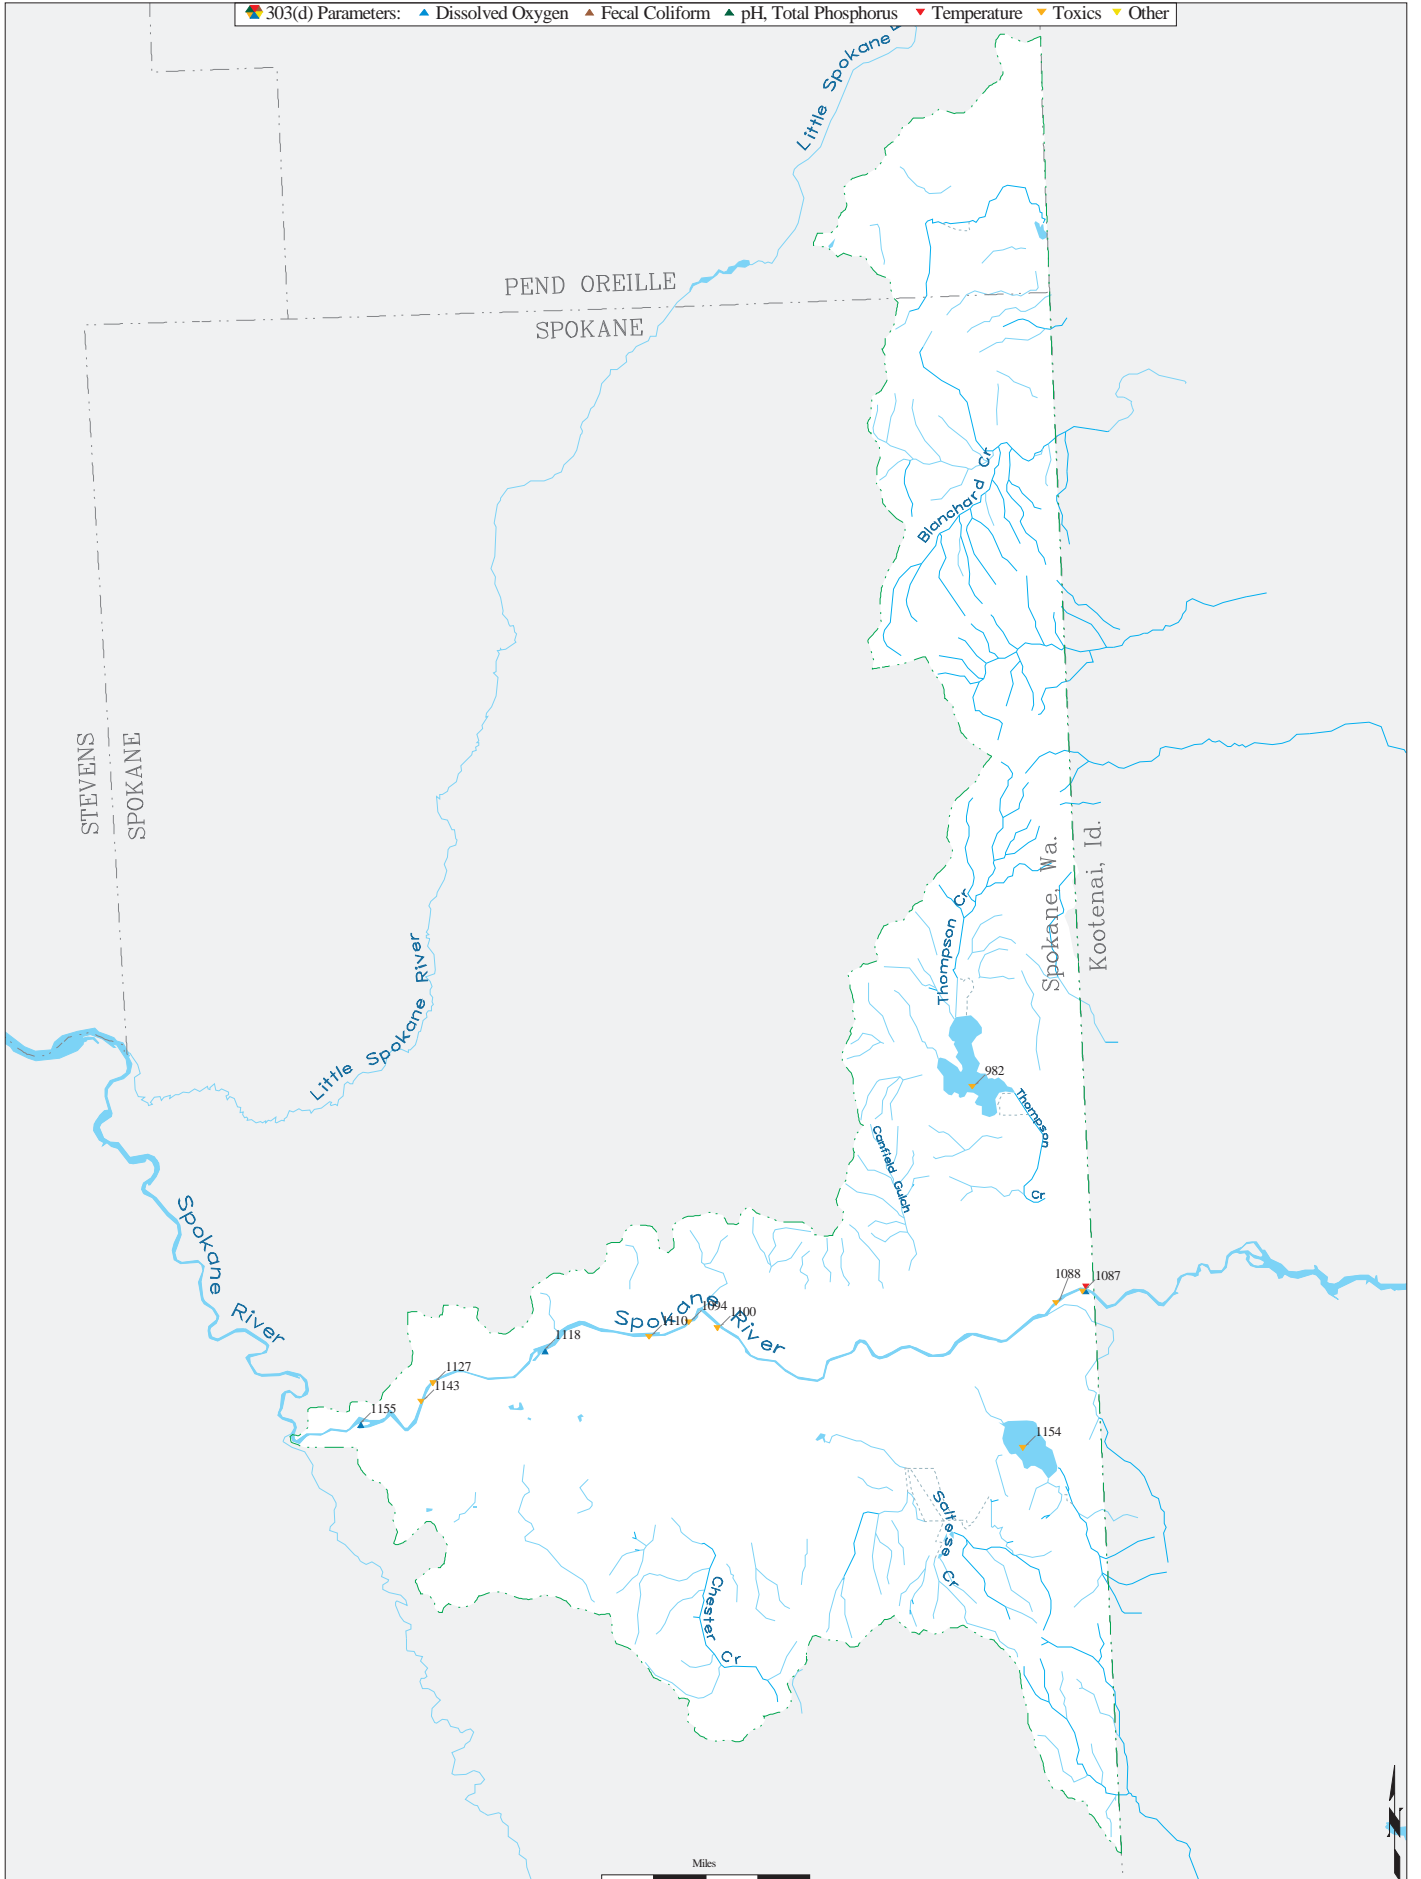 303(d) Parameters: Dissolved Oxygen Fecal Coliform pH, Total Phosphorus Temperature Toxics Other
Little Spokane
PEND OREILLE
SPOKANE
Blanchard Cr
STEVENS
SPOKANE
Spokane, Wa.
Kootenai, Id.
Thompson Cr
Little Spokane River
982
Thompson
Cr
Canfield Gulch
Spokane River
1088
1087
Spokane River
1094
1100
1110
1118
1127
1143
1155
1154
Saltese Cr
Chester Cr
N
Miles